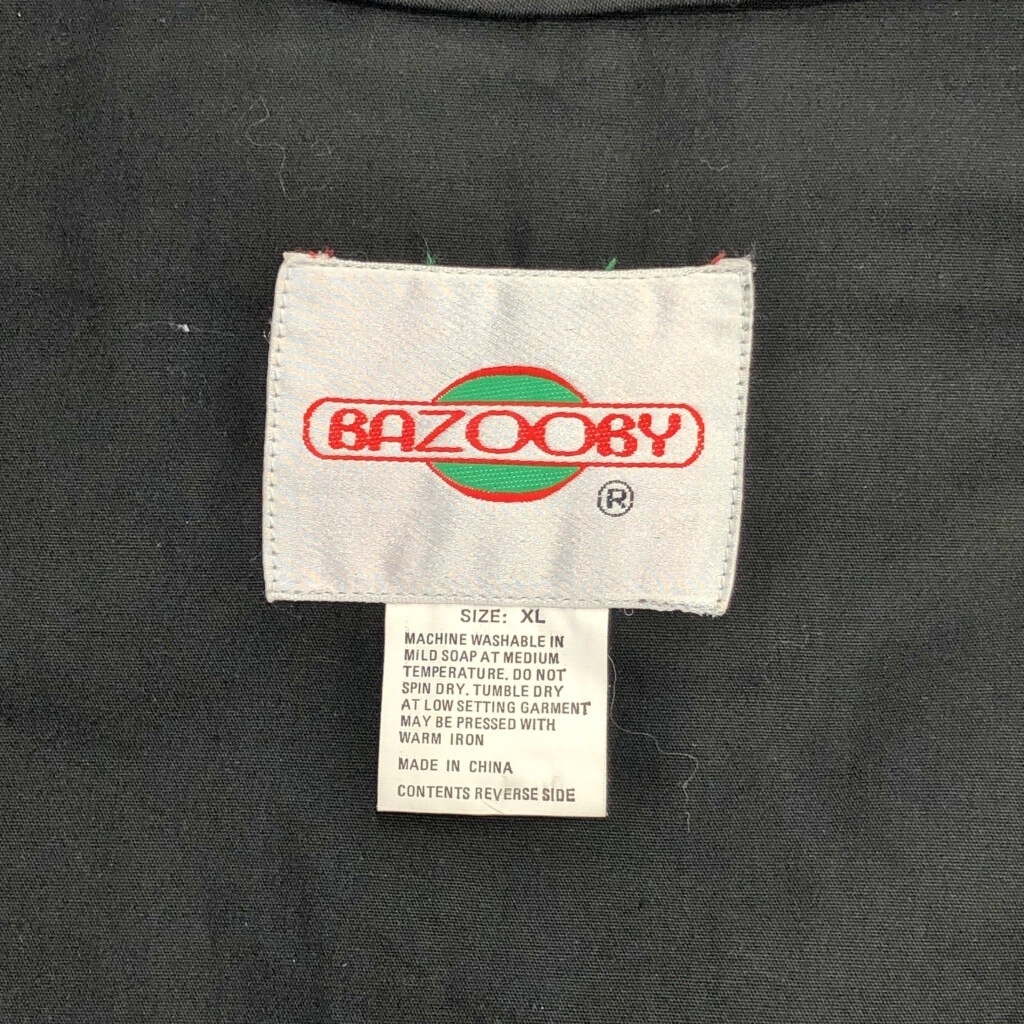 BAZOOBY
®
SIZE: XL
MACHINE WASHABLE IN
MILD SOAP AT MEDIUM
TEMPERATURE. DO NOT
SPIN DRY. TUMBLE DRY
AT LOW SETTING GARMENT
MAY BE PRESSED WITH
WARM IRON
MADE IN CHINA
CONTENTS REVERSE SIDE